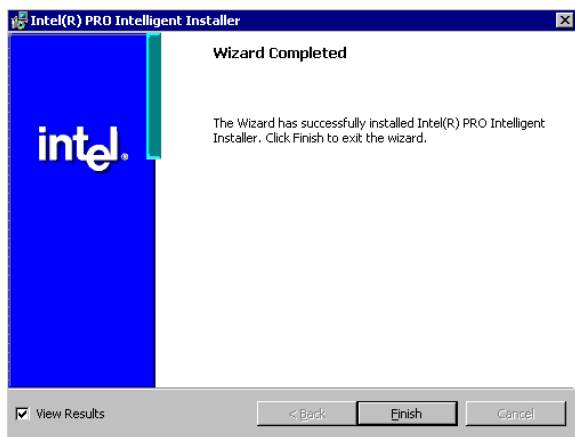 Intel(R) PRO Intelligent Installer
Wizard Completed
The Wizard has successfully installed Intel(R) PRO Intelligent
Installer. Click Finish to exit the wizard.
intel.
View Results
< Back
Finish
Cancel